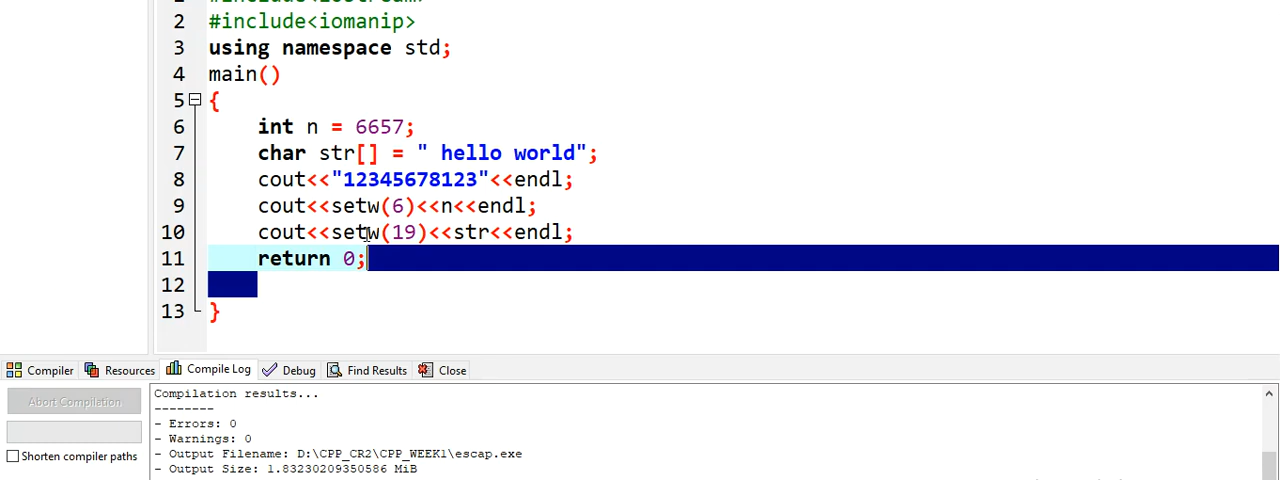 1 #include<iostream>
2 #include<iomanip>
3 using namespace std;
4 main()
5 {
6 int n = 6657;
7 char str[] = " hello world";
8 cout<<"12345678123"<<endl;
9 cout<<setw(6)<<n<<endl;
10 cout<<setw(19)<<str<<endl;
11 return 0;
12
13 }
Compiler Resources Compile Log Debug Find Results Close
Abort Compilation
Shorten compiler paths
Compilation results...
--------
- Errors: 0
- Warnings: 0
- Output Filename: D:\CPP_CR2\CPP_WEEK1\escap.exe
- Output Size: 1.83230209350586 MiB